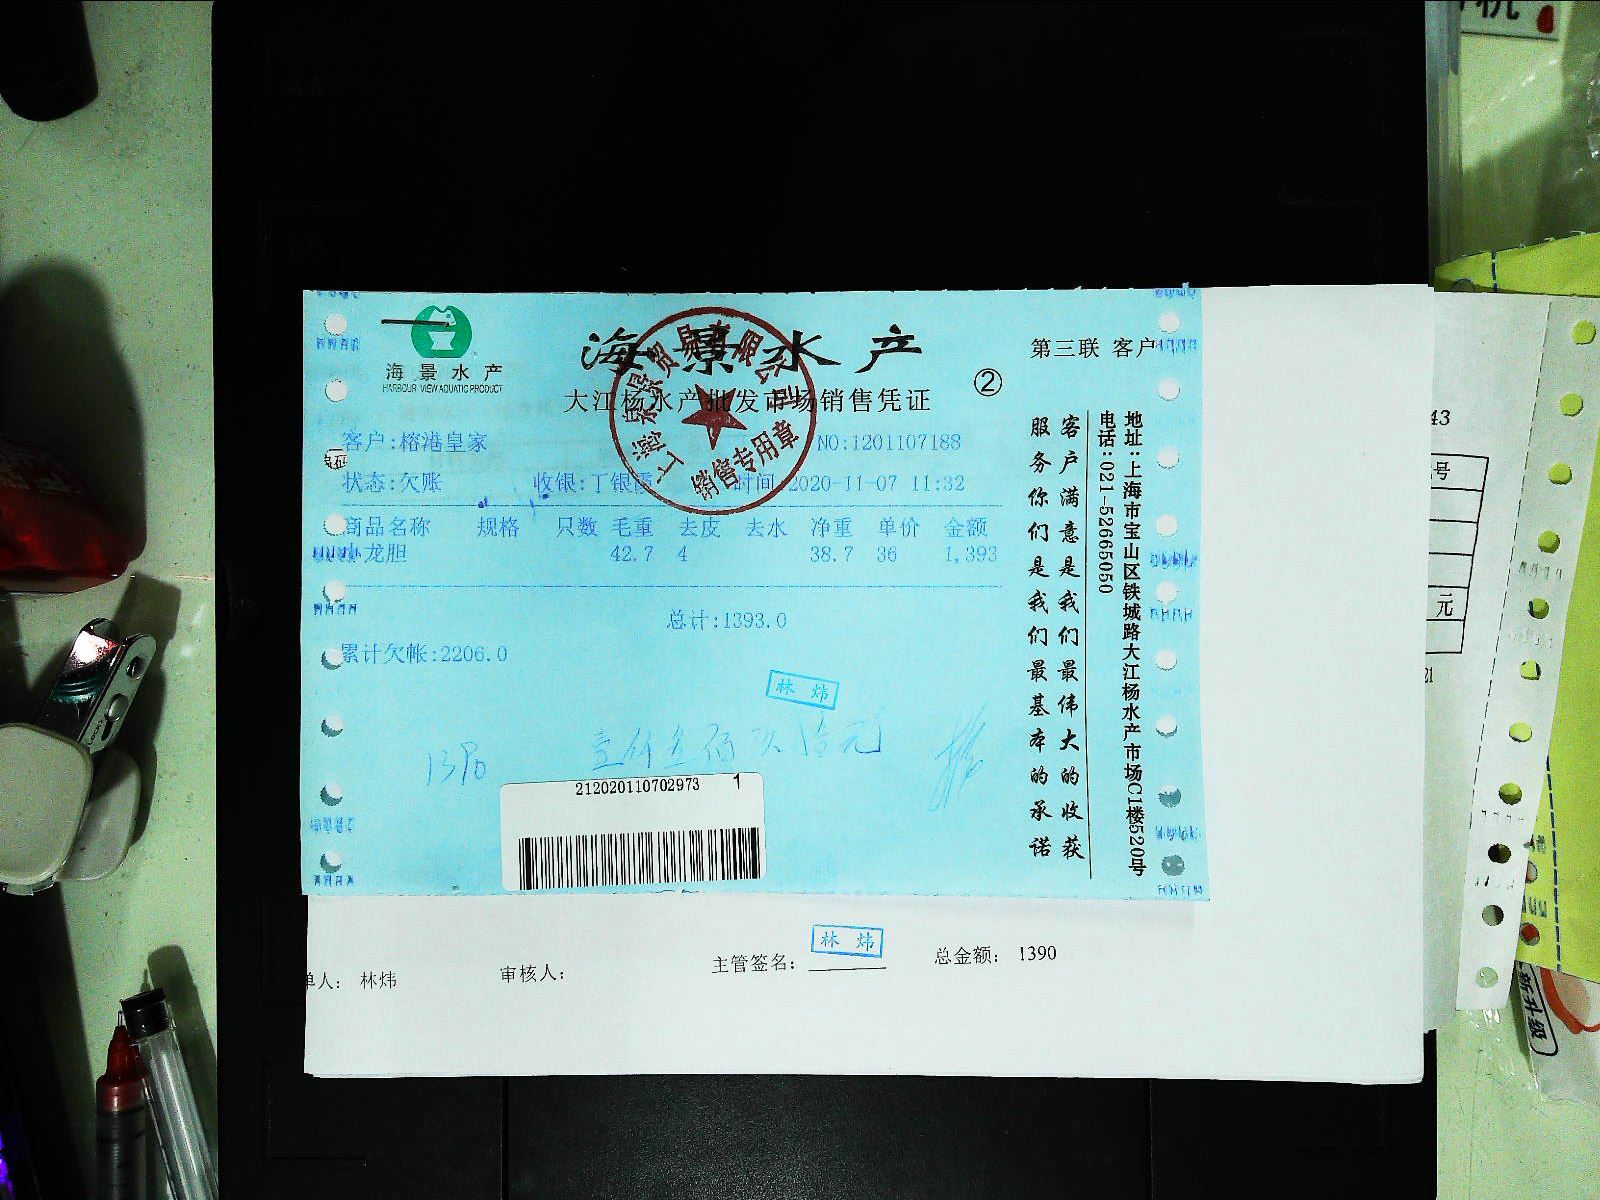 海景水产
HARBOUR VIEW AQUATIC PRODUCT
海景水产
第三联 客户
大江杨水产批发市场销售凭证
②
销售专用章
客户:榕港皇家
NO:1201107188
状态:欠账 收银:丁银霞 时间 2020-11-07 11:32
商品名称 规格 只数 毛重 去皮 去水 净重 单价 金额
小龙胆 42.7 4 38.7 36 1,393
总计:1393.0
累计欠帐:2206.0
林炜
1390
212020110702973 1
客户满意是我们最伟大的收获
服务你们是我们最基本的承诺
地址:上海市宝山区铁城路大江杨水产市场C1楼520号
电话:021-52665050
单人: 林炜 审核人: 主管签名: 林炜 总金额: 1390
43
号
元
21
新升级